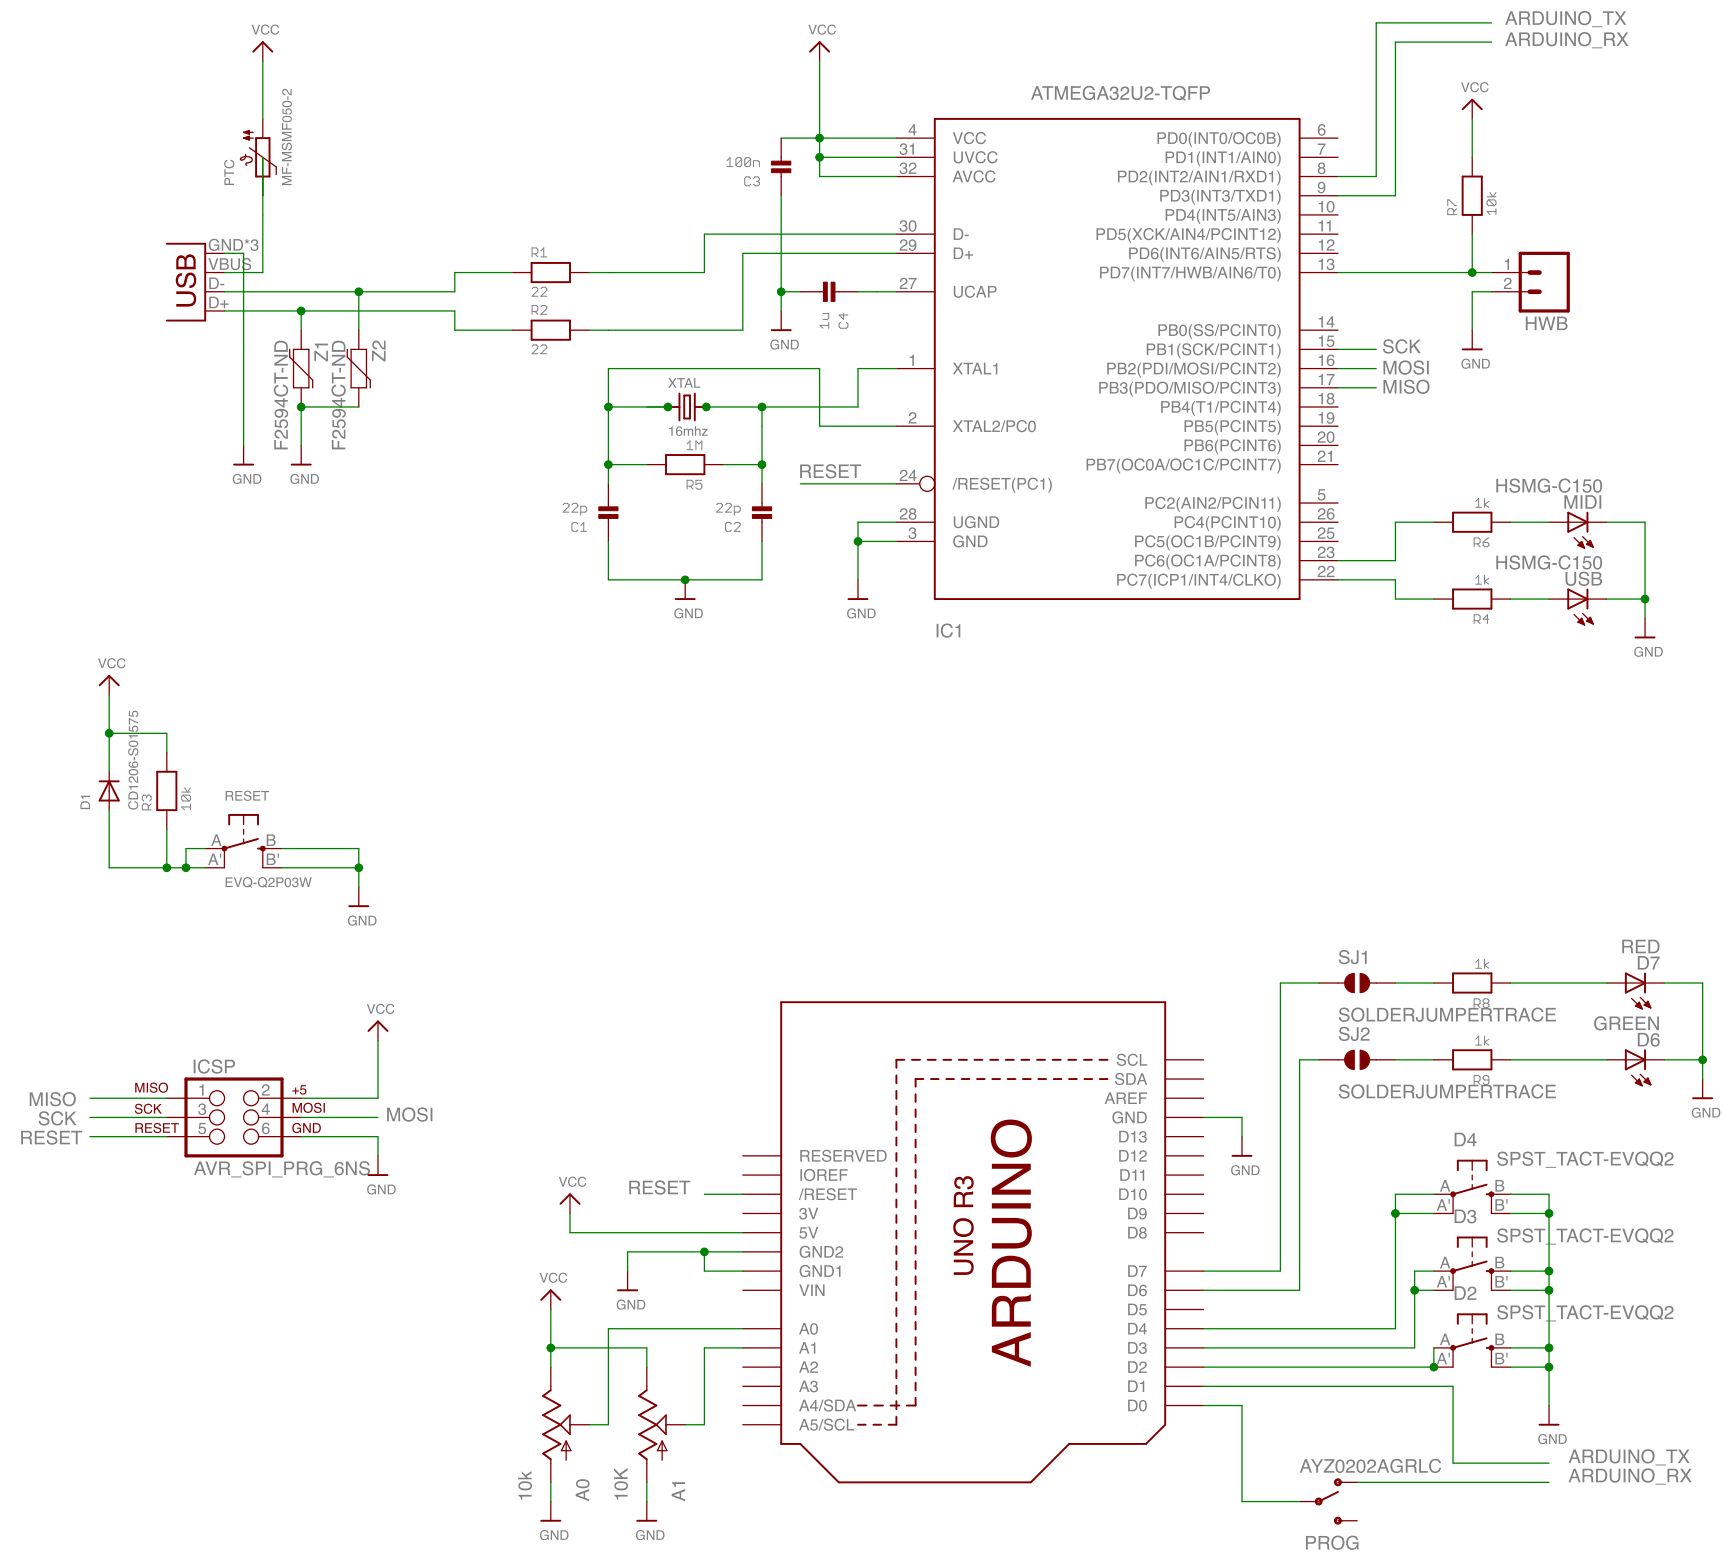 ARDUINO_TX
ARDUINO_RX
VCC
VCC
VCC
ATMEGA32U2-TQFP
PTC
MF-MSMF050-2
100n
C3
4
31
32
30
29
27
1
2
24
28
3
VCC
UVCC
AVCC
D-
D+
UCAP
XTAL1
XTAL2/PC0
/RESET(PC1)
UGND
GND
PD0(INT0/OC0B)
PD1(INT1/AIN0)
PD2(INT2/AIN1/RXD1)
PD3(INT3/TXD1)
PD4(INT5/AIN3)
PD5(XCK/AIN4/PCINT12)
PD6(INT6/AIN5/RTS)
PD7(INT7/HWB/AIN6/T0)
PB0(SS/PCINT0)
PB1(SCK/PCINT1)
PB2(PDI/MOSI/PCINT2)
PB3(PDO/MISO/PCINT3)
PB4(T1/PCINT4)
PB5(PCINT5)
PB6(PCINT6)
PB7(OC0A/OC1C/PCINT7)
PC2(AIN2/PCIN11)
PC4(PCINT10)
PC5(OC1B/PCINT9)
PC6(OC1A/PCINT8)
PC7(ICP1/INT4/CLKO)
6
7
8
9
10
11
12
13
14
15
16
17
18
19
20
21
5
26
25
23
22
SCK
MOSI
MISO
R7
10k
1
2
HWB
GND
USB
GND*3
VBUS
D-
D+
R1
22
R2
22
F2594CT-ND
Z1
F2594CT-ND
Z2
GND
GND
1u
C4
GND
XTAL
16mhz
1M
R5
22p
C1
22p
C2
GND
RESET
GND
IC1
HSMG-C150
MIDI
1k
R6
HSMG-C150
USB
1k
R4
GND
VCC
D1
CD1206-S01575
R3
10k
RESET
A
A'
B
B'
EVQ-Q2P03W
GND
VCC
ICSP
MISO
SCK
RESET
MISO
SCK
RESET
1
3
5
2
4
6
+5
MOSI
GND
MOSI
AVR_SPI_PRG_6NS
GND
VCC
RESET
GND
VCC
RESERVED
IOREF
/RESET
3V
5V
GND2
GND1
VIN
A0
A1
A2
A3
A4/SDA
A5/SCL
UNO R3
ARDUINO
SCL
SDA
AREF
GND
D13
D12
D11
D10
D9
D8
D7
D6
D5
D4
D3
D2
D1
D0
GND
10k
A0
10K
A1
GND
GND
SJ1
SOLDERJUMPERTRACE
1k
R8
RED
D7
SJ2
SOLDERJUMPERTRACE
1k
R9
GREEN
D6
GND
D4
SPST_TACT-EVQQ2
A
A'
B
B'
D3
SPST_TACT-EVQQ2
A
A'
B
B'
D2
SPST_TACT-EVQQ2
A
A'
B
B'
GND
ARDUINO_TX
ARDUINO_RX
AYZ0202AGRLC
PROG